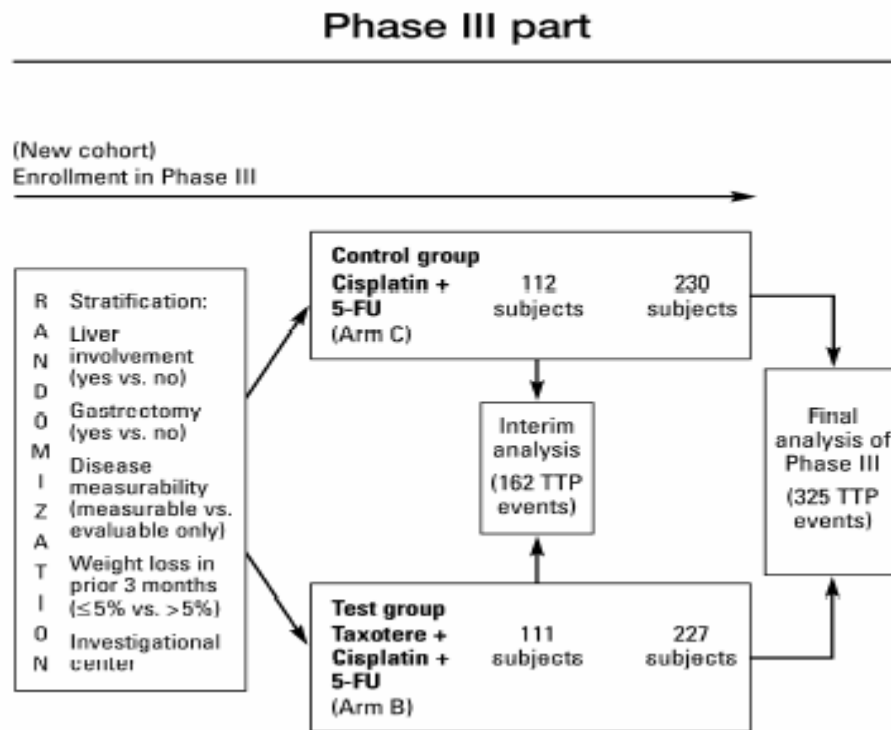 Phase III part
(New cohort)
Enrollment in Phase III
RANDOMIZATION
Stratification:
Liver
involvement
(yes vs. no)
Gastrectomy
(yes vs. no)
Disease
measurability
(measurable vs.
evaluable only)
Weight loss in
prior 3 months
(≤5% vs. >5%)
Investigational
center
Control group
Cisplatin +
5-FU
(Arm C)
112
subjects
230
subjects
Interim
analysis
(162 TTP
events)
Final
analysis of
Phase III
(325 TTP
events)
Test group
Taxotere +
Cisplatin +
5-FU
(Arm B)
111
subjects
227
subjects